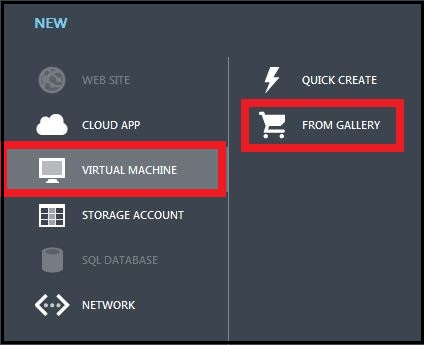 NEW
WEB SITE
CLOUD APP
VIRTUAL MACHINE
STORAGE ACCOUNT
SQL DATABASE
NETWORK
QUICK CREATE
FROM GALLERY